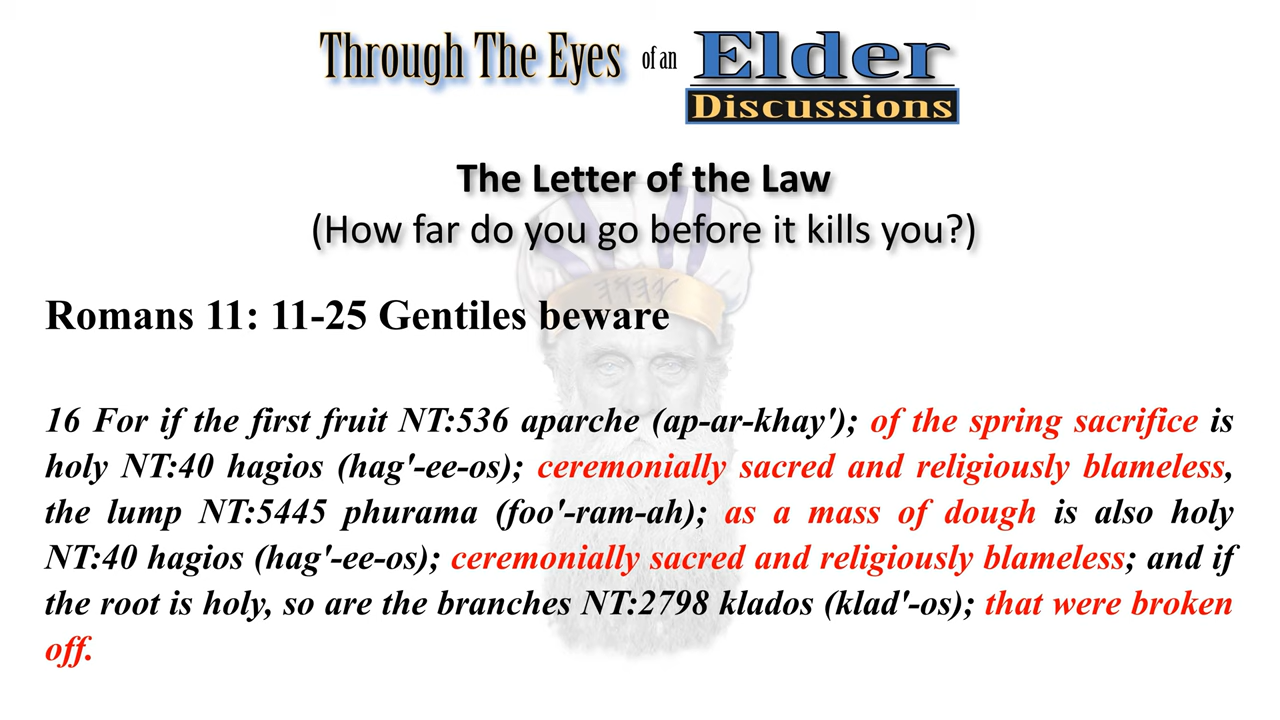 Through The Eyes of an Elder
Discussions
The Letter of the Law
(How far do you go before it kills you?)
Romans 11: 11-25 Gentiles beware
16 For if the first fruit NT:536 aparche (ap-ar-khay'); of the spring sacrifice is
holy NT:40 hagios (hag'-ee-os); ceremonially sacred and religiously blameless,
the lump NT:5445 phurama (foo'-ram-ah); as a mass of dough is also holy
NT:40 hagios (hag'-ee-os); ceremonially sacred and religiously blameless; and if
the root is holy, so are the branches NT:2798 klados (klad'-os); that were broken
off.